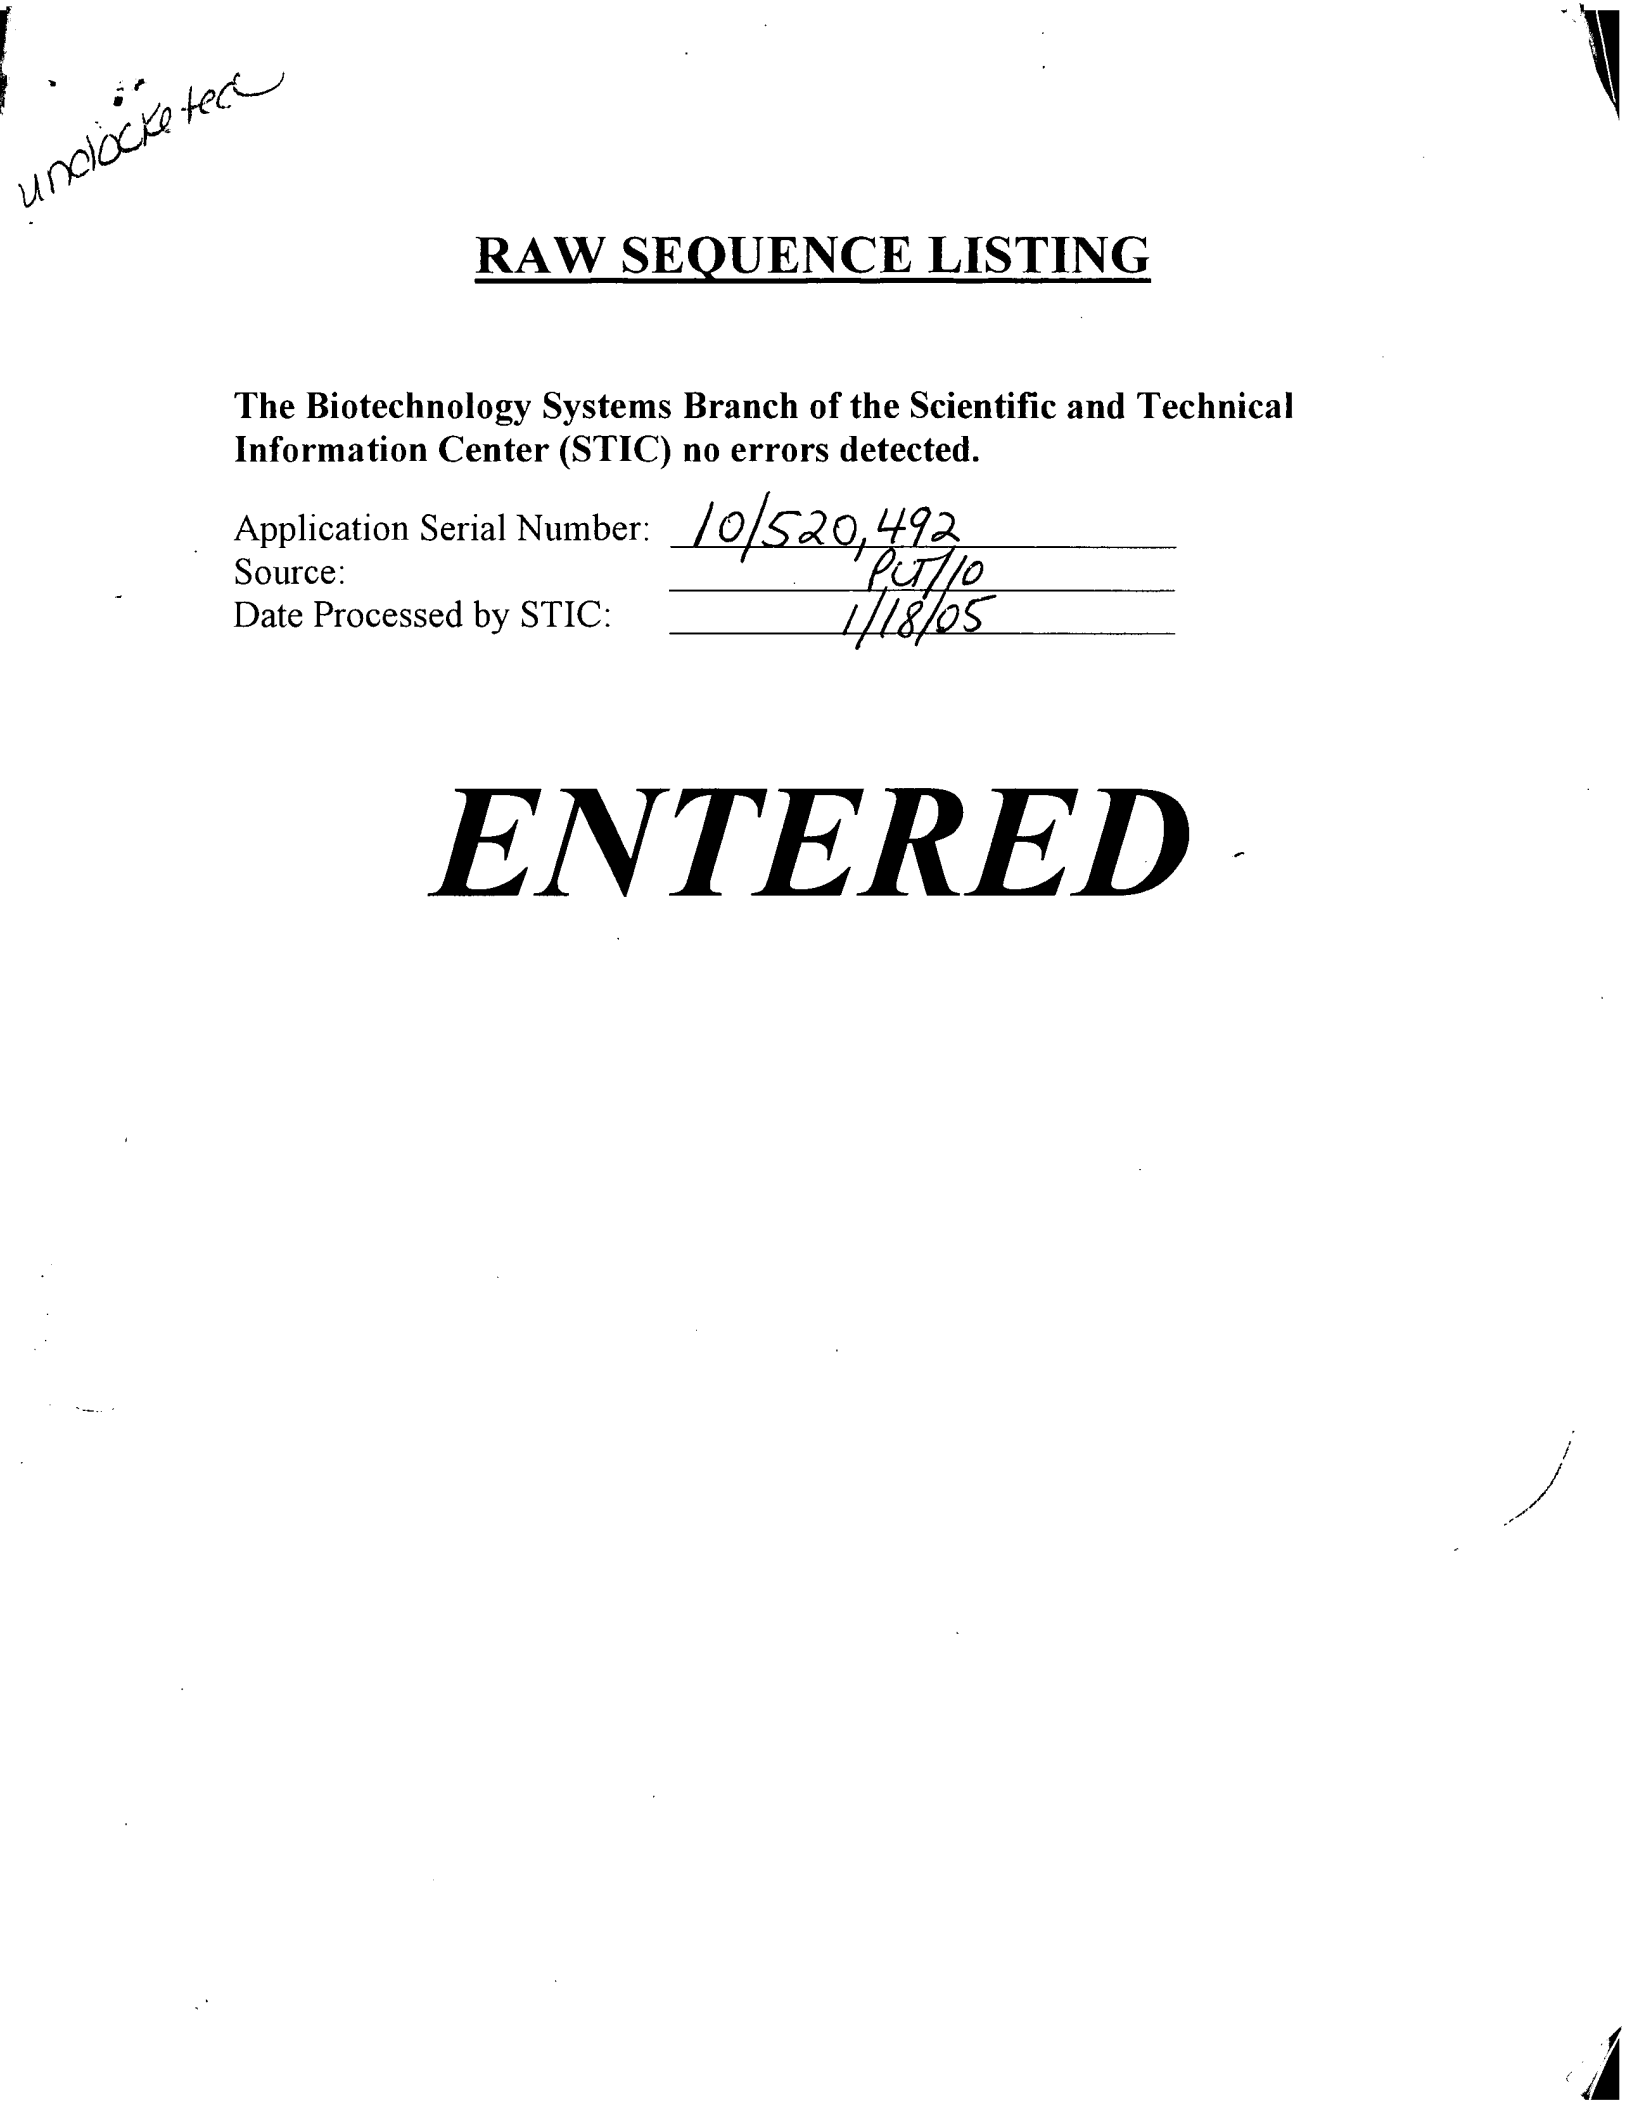 undocketed
RAW SEQUENCE LISTING
The Biotechnology Systems Branch of the Scientific and Technical
Information Center (STIC) no errors detected.
Application Serial Number: 10/520,492
Source: PCT/10
Date Processed by STIC: 1/18/05
ENTERED